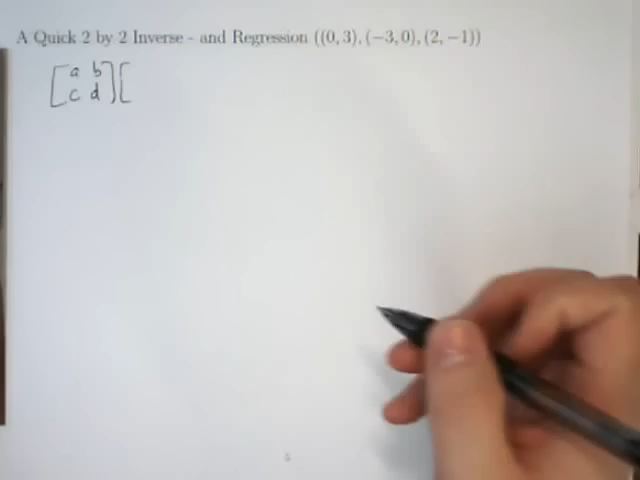 A Quick 2 by 2 Inverse - and Regression ((0, 3), (−3, 0), (2, −1))
[a b] [
[c d]